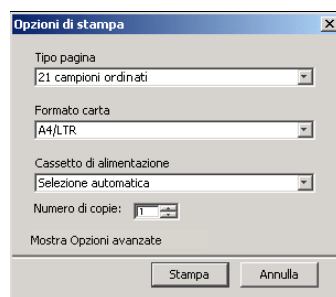 Opzioni di stampa
Tipo pagina
21 campioni ordinati
Formato carta
A4/LTR
Cassetto di alimentazione
Selezione automatica
Numero di copie: 1
Mostra Opzioni avanzate
Stampa Annulla